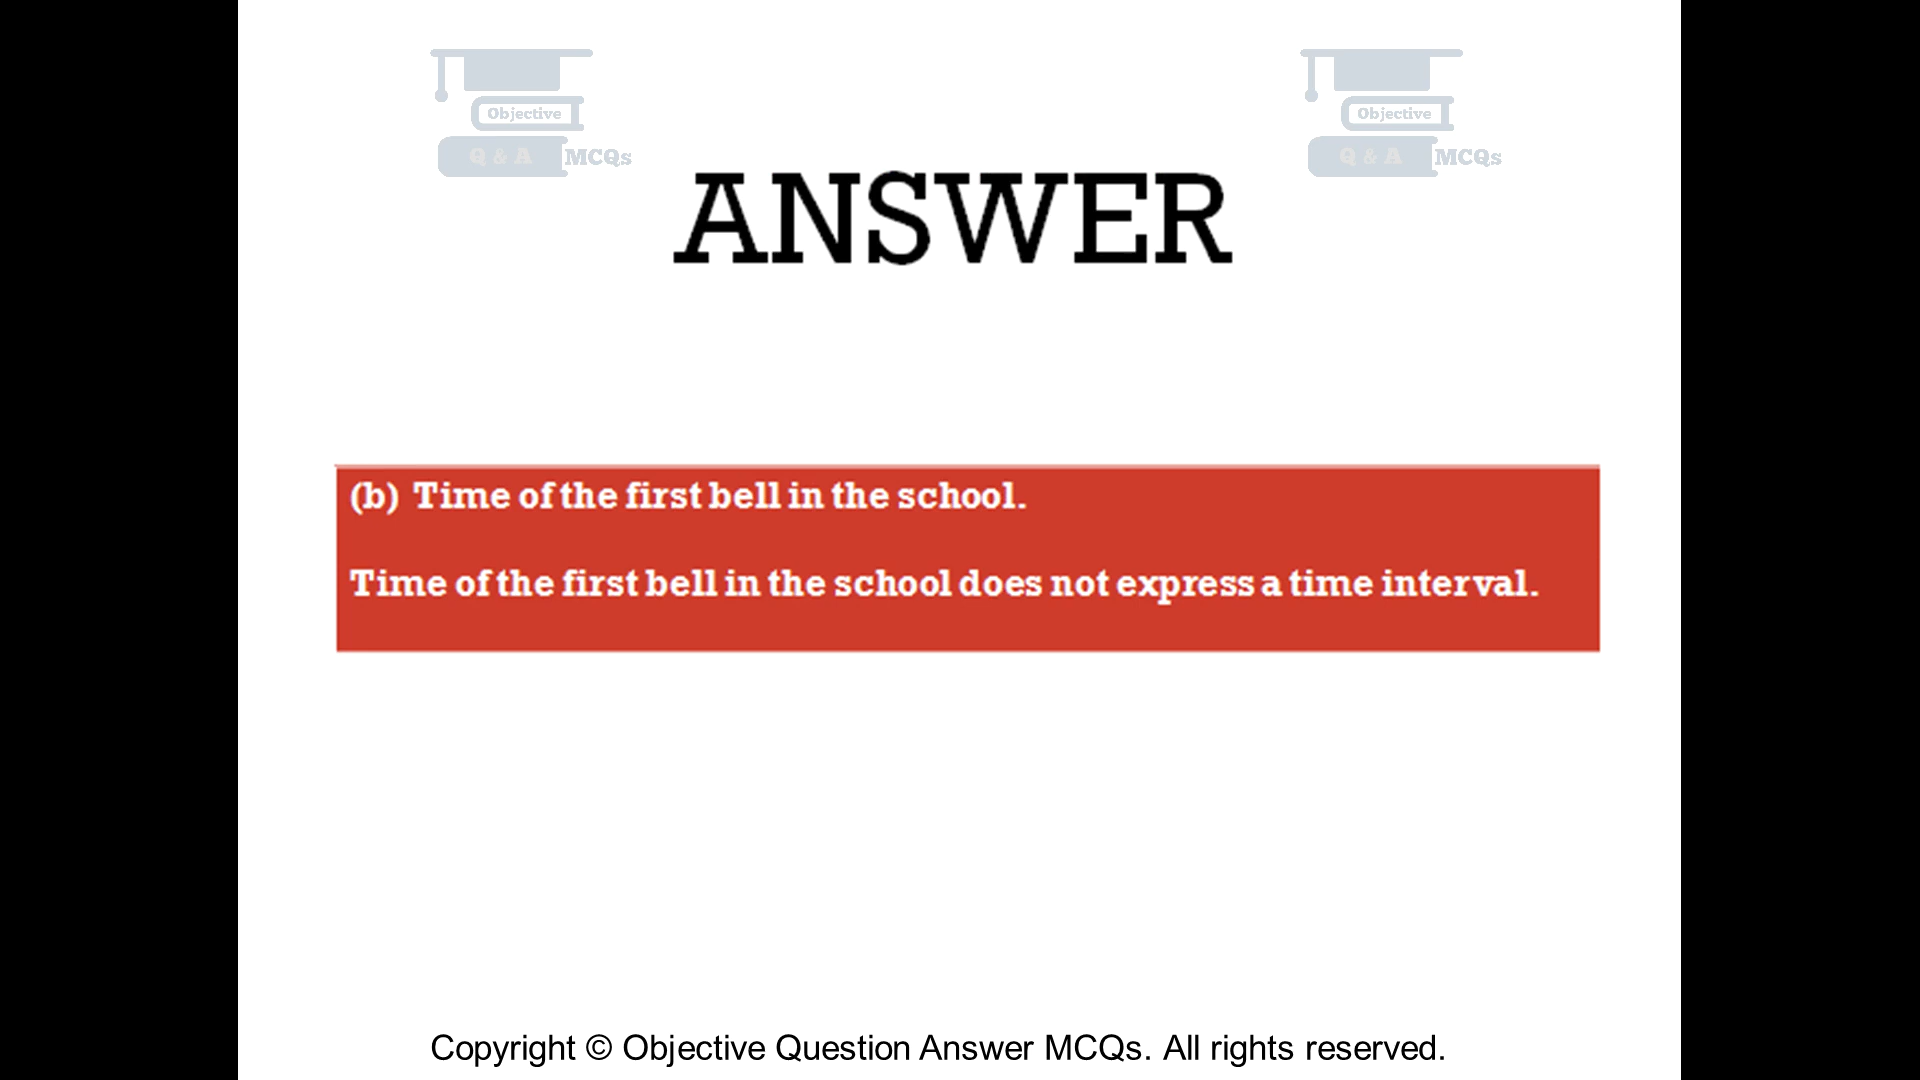 Objective
Q & A MCQs
Objective
Q & A MCQs
ANSWER
(b) Time of the first bell in the school.
Time of the first bell in the school does not express a time interval.
Copyright © Objective Question Answer MCQs. All rights reserved.